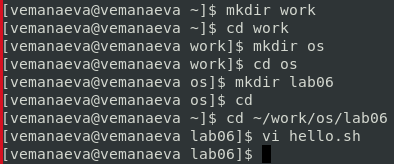 [vemanaeva@vemanaeva ~]$ mkdir work
[vemanaeva@vemanaeva ~]$ cd work
[vemanaeva@vemanaeva work]$ mkdir os
[vemanaeva@vemanaeva work]$ cd os
[vemanaeva@vemanaeva os]$ mkdir lab06
[vemanaeva@vemanaeva os]$ cd
[vemanaeva@vemanaeva ~]$ cd ~/work/os/lab06
[vemanaeva@vemanaeva lab06]$ vi hello.sh
[vemanaeva@vemanaeva lab06]$